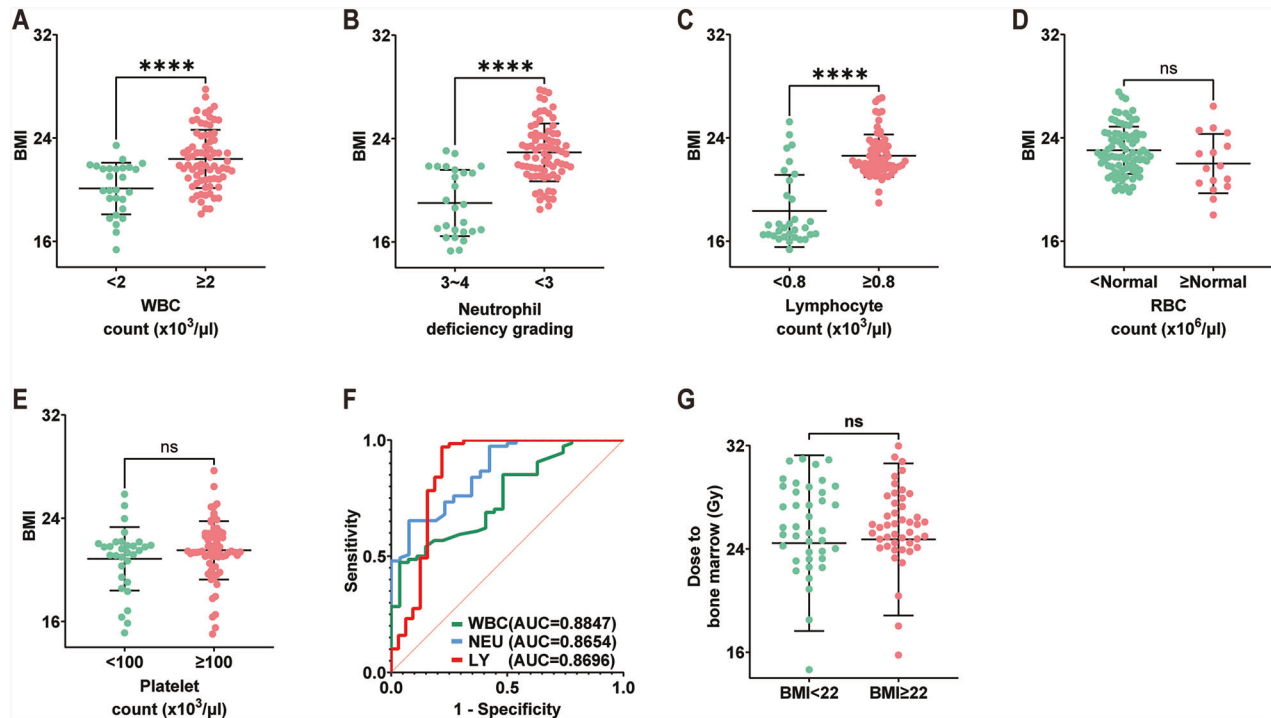 A
32
24
16
BMI
****
<2
≥2
WBC
count (x10³/μl)
B
32
24
16
BMI
****
3~4
<3
Neutrophil
deficiency grading
C
32
24
16
BMI
****
<0.8
≥0.8
Lymphocyte
count (x10³/μl)
D
32
24
16
BMI
ns
<Normal
≥Normal
RBC
count (x10⁶/μl)
E
32
24
16
BMI
ns
<100
≥100
Platelet
count (x10³/μl)
F
1.0
0.5
0.0
Sensitivity
WBC(AUC=0.8847)
NEU (AUC=0.8654)
LY (AUC=0.8696)
0.0
0.5
1.0
1 - Specificity
G
32
28
24
16
Dose to
bone marrow (Gy)
ns
BMI<22
BMI≥22